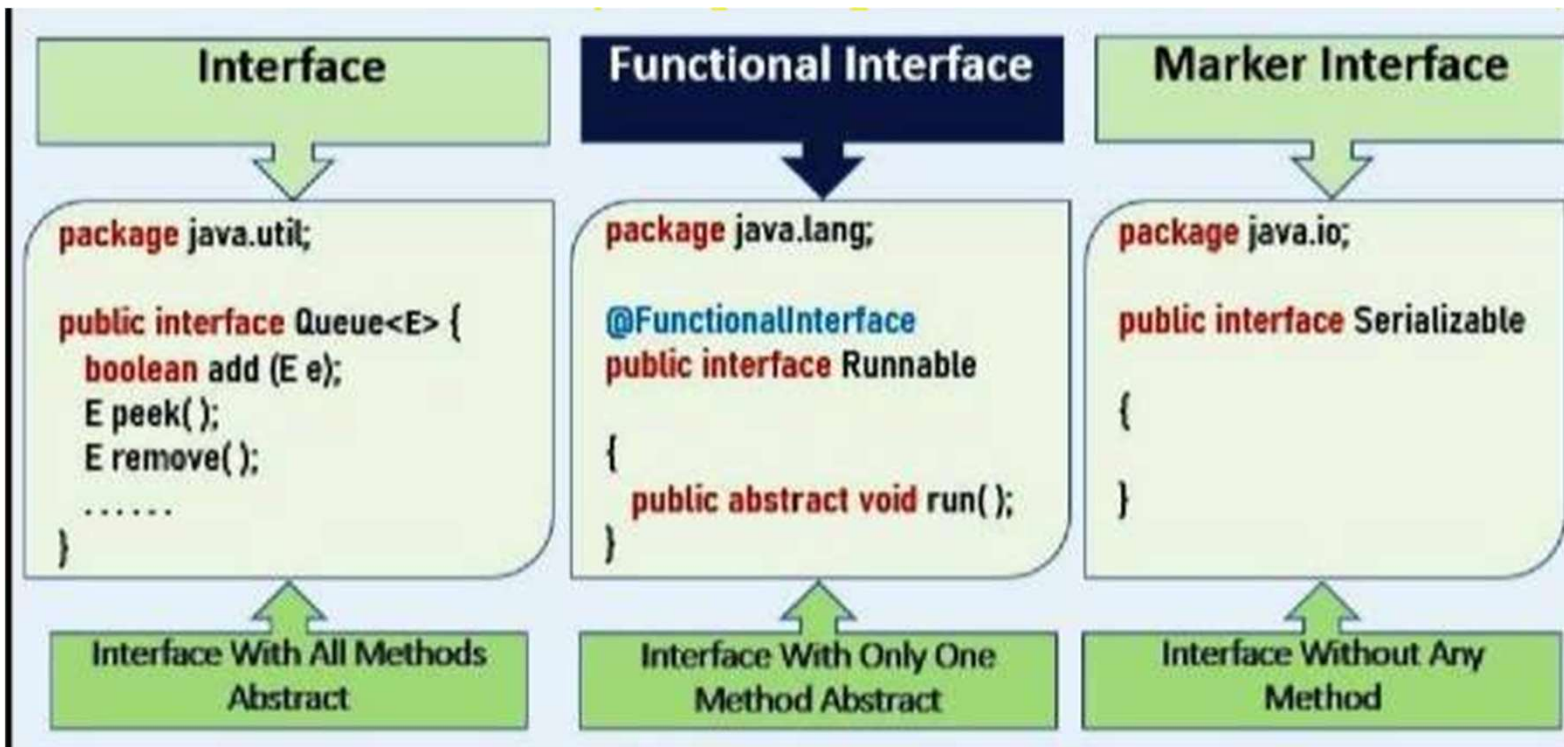 Interface
package java.util;
public interface Queue<E> {
boolean add (E e);
E peek( );
E remove( );
......
}
Interface With All Methods
Abstract
Functional Interface
package java.lang;
@FunctionalInterface
public interface Runnable
{
public abstract void run( );
}
Interface With Only One
Method Abstract
Marker Interface
package java.io;
public interface Serializable
{
}
Interface Without Any
Method